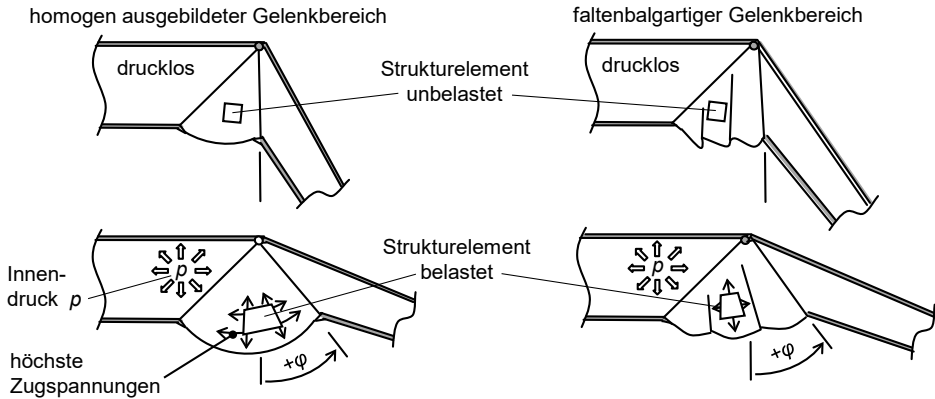 homogen ausgebildeter Gelenkbereich
faltenbalgartiger Gelenkbereich
drucklos
Strukturelement
unbelastet
drucklos
Innen-
druck p
p
Strukturelement
belastet
p
höchste
Zugspannungen
+φ
+φ